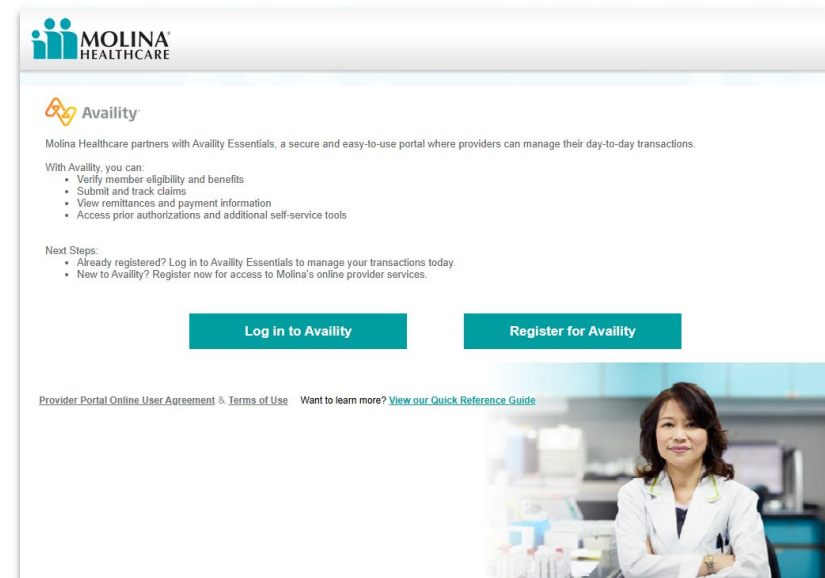 MOLINA
HEALTHCARE
Availity
Molina Healthcare partners with Availity Essentials, a secure and easy-to-use portal where providers can manage their day-to-day transactions.
With Availity, you can:
• Verify member eligibility and benefits
• Submit and track claims
• View remittances and payment information
• Access prior authorizations and additional self-service tools
Next Steps:
• Already registered? Log in to Availity Essentials to manage your transactions today.
• New to Availity? Register now for access to Molina's online provider services.
Log in to Availity Register for Availity
Provider Portal Online User Agreement & Terms of Use Want to learn more? View our Quick Reference Guide